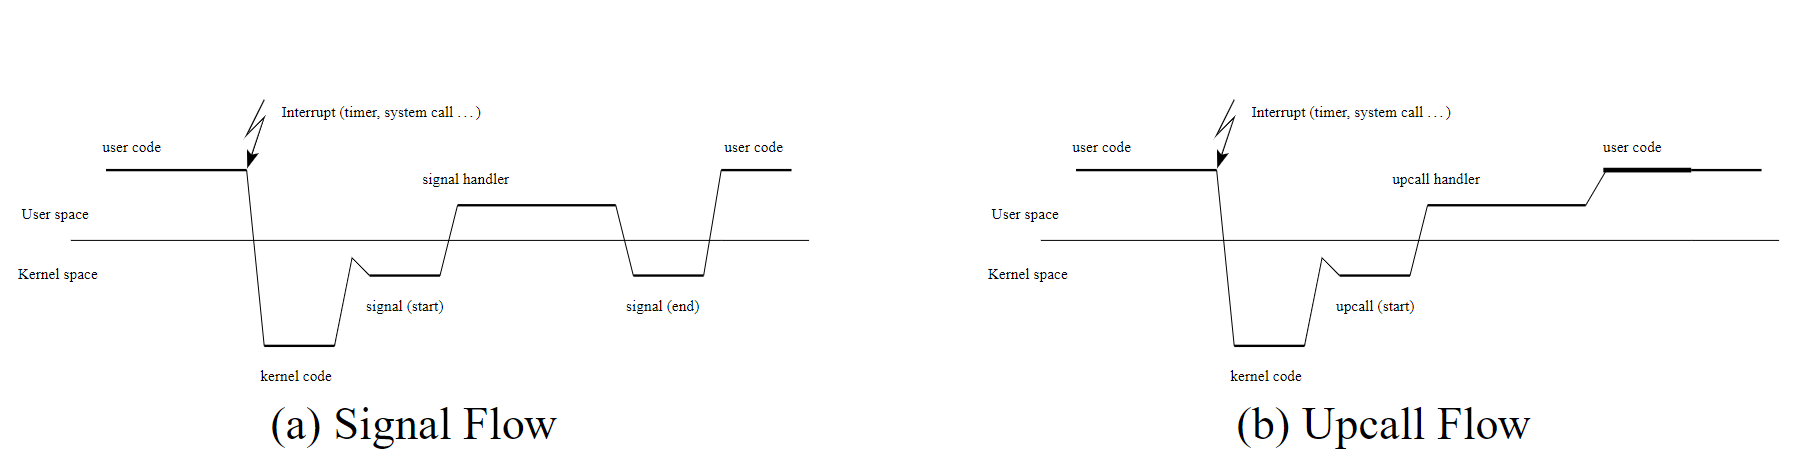 Interrupt (timer, system call . . . )
user code
user code
signal handler
User space
Kernel space
signal (start)
signal (end)
kernel code
(a) Signal Flow
Interrupt (timer, system call . . . )
user code
user code
upcall handler
User space
Kernel space
upcall (start)
kernel code
(b) Upcall Flow